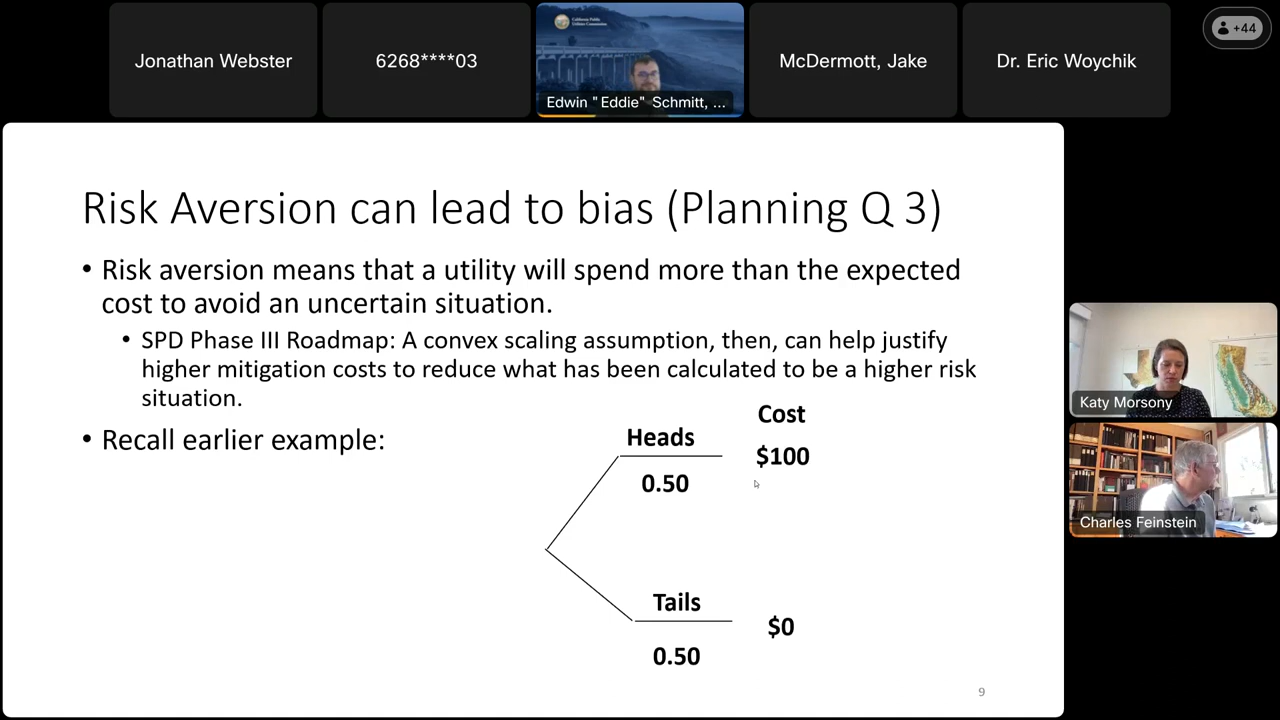 Jonathan Webster
6268****03
California Public
Utilities Commission
Edwin "Eddie" Schmitt, ...
McDermott, Jake
Dr. Eric Woychik
+44
Risk Aversion can lead to bias (Planning Q 3)
• Risk aversion means that a utility will spend more than the expected
cost to avoid an uncertain situation.
• SPD Phase III Roadmap: A convex scaling assumption, then, can help justify
higher mitigation costs to reduce what has been calculated to be a higher risk
situation.
• Recall earlier example:
Cost
Heads
$100
0.50
Tails
$0
0.50
9
Katy Morsony
Charles Feinstein